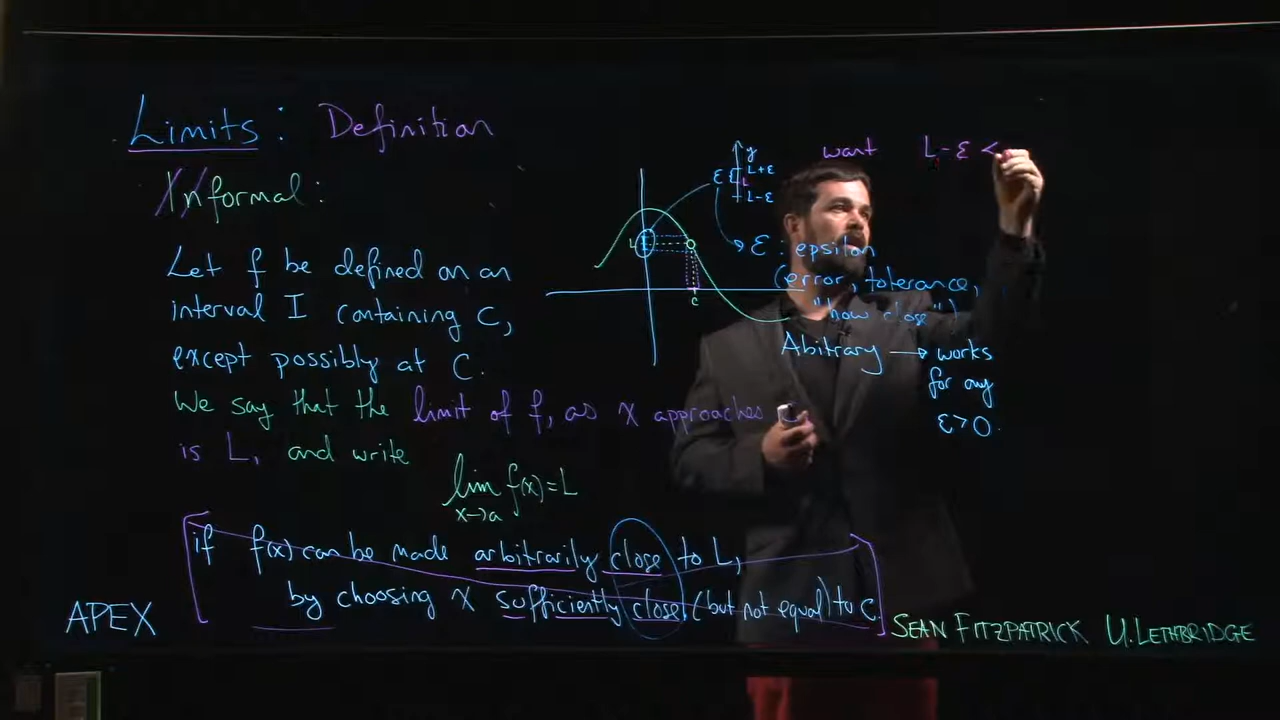 Limits: Definition
Informal:
Let f be defined on an
interval I containing c,
except possibly at c.
We say that the limit of f, as x approaches c
is L, and write
lim f(x)=L
x→a
if f(x) can be made arbitrarily close to L,
by choosing x sufficiently close, (but not equal) to c.
y
L+ε
ε { L
L-ε
L
c
want L-ε <
ε: epsilon
(error, tolerance,
"how close")
Abitrary → works
for any
ε>0.
APEX
SEAN FITZPATRICK U. LETHBRIDGE